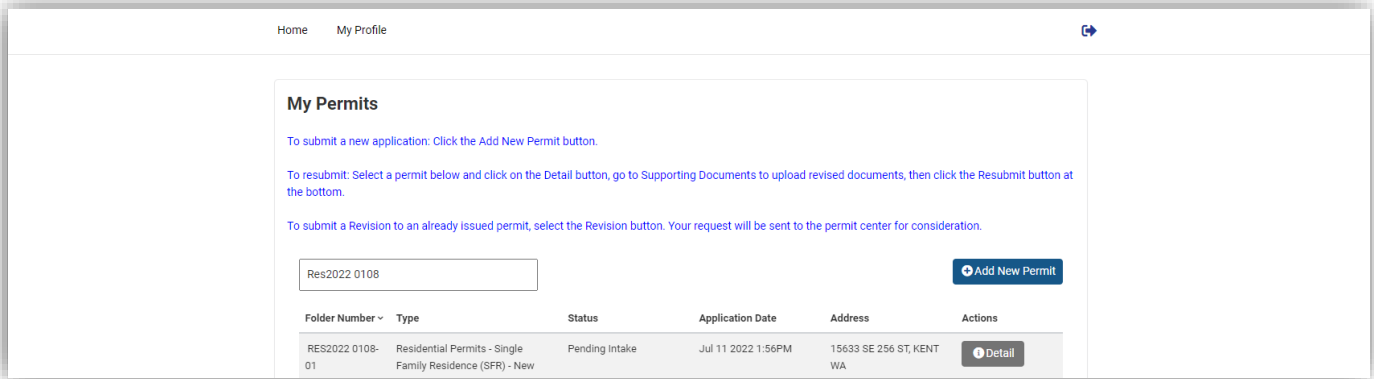 Home My Profile
My Permits
To submit a new application: Click the Add New Permit button.
To resubmit: Select a permit below and click on the Detail button, go to Supporting Documents to upload revised documents, then click the Resubmit button at
the bottom.
To submit a Revision to an already issued permit, select the Revision button. Your request will be sent to the permit center for consideration.
Res2022 0108 Add New Permit
Folder Number Type Status Application Date Address Actions
RES2022 0108- Residential Permits - Single Pending Intake Jul 11 2022 1:56PM 15633 SE 256 ST, KENT Detail
01 Family Residence (SFR) - New WA